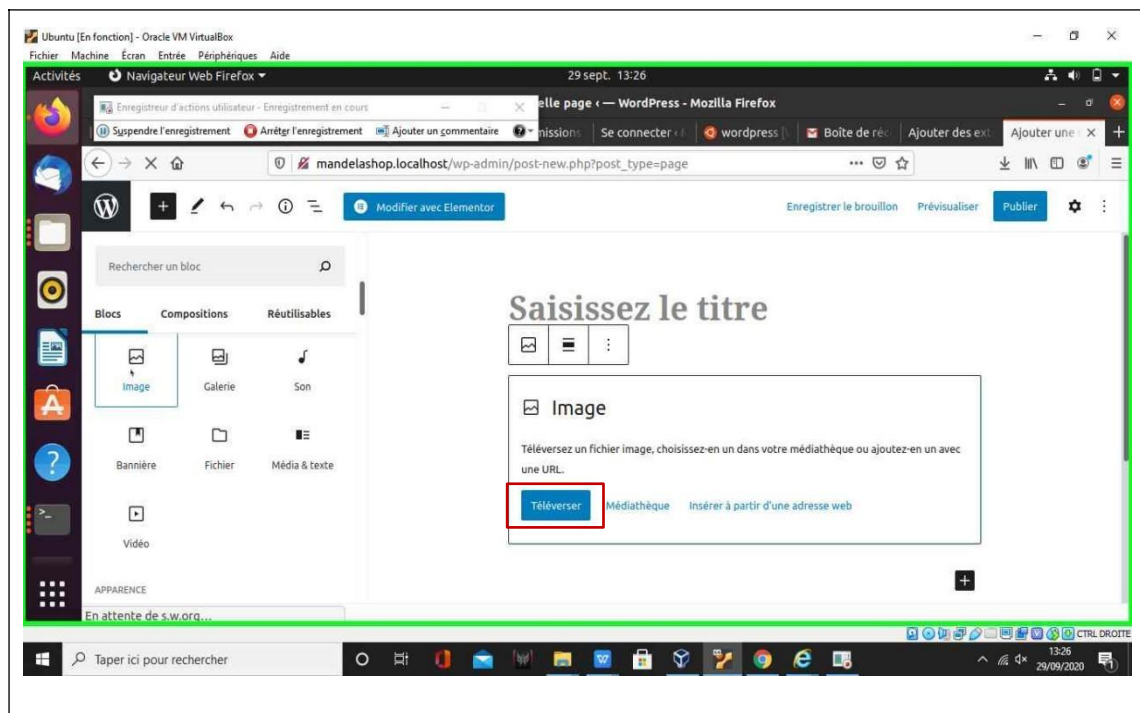 Ubuntu [En fonction] - Oracle VM VirtualBox
Fichier Machine Écran Entrée Périphériques Aide
Activités Navigateur Web Firefox 29 sept. 13:26
Enregistreur d'actions utilisateur - Enregistrement en cours
elle page ‹ — WordPress - Mozilla Firefox
Suspendre l'enregistrement Arrêter l'enregistrement Ajouter un commentaire
missions Se connecter ‹ wordpress Boîte de réc Ajouter des ext Ajouter une
mandelashop.localhost/wp-admin/post-new.php?post_type=page
Modifier avec Elementor Enregistrer le brouillon Prévisualiser Publier
Rechercher un bloc
Blocs Compositions Réutilisables
Saisissez le titre
Image Galerie Son
Image
Téléversez un fichier image, choisissez-en un dans votre médiathèque ou ajoutez-en un avec
une URL.
Bannière Fichier Média & texte
Téléverser Médiathèque Insérer à partir d'une adresse web
Vidéo
APPARENCE
En attente de s.w.org...
CTRL DROITE
Taper ici pour rechercher
13:26
29/09/2020